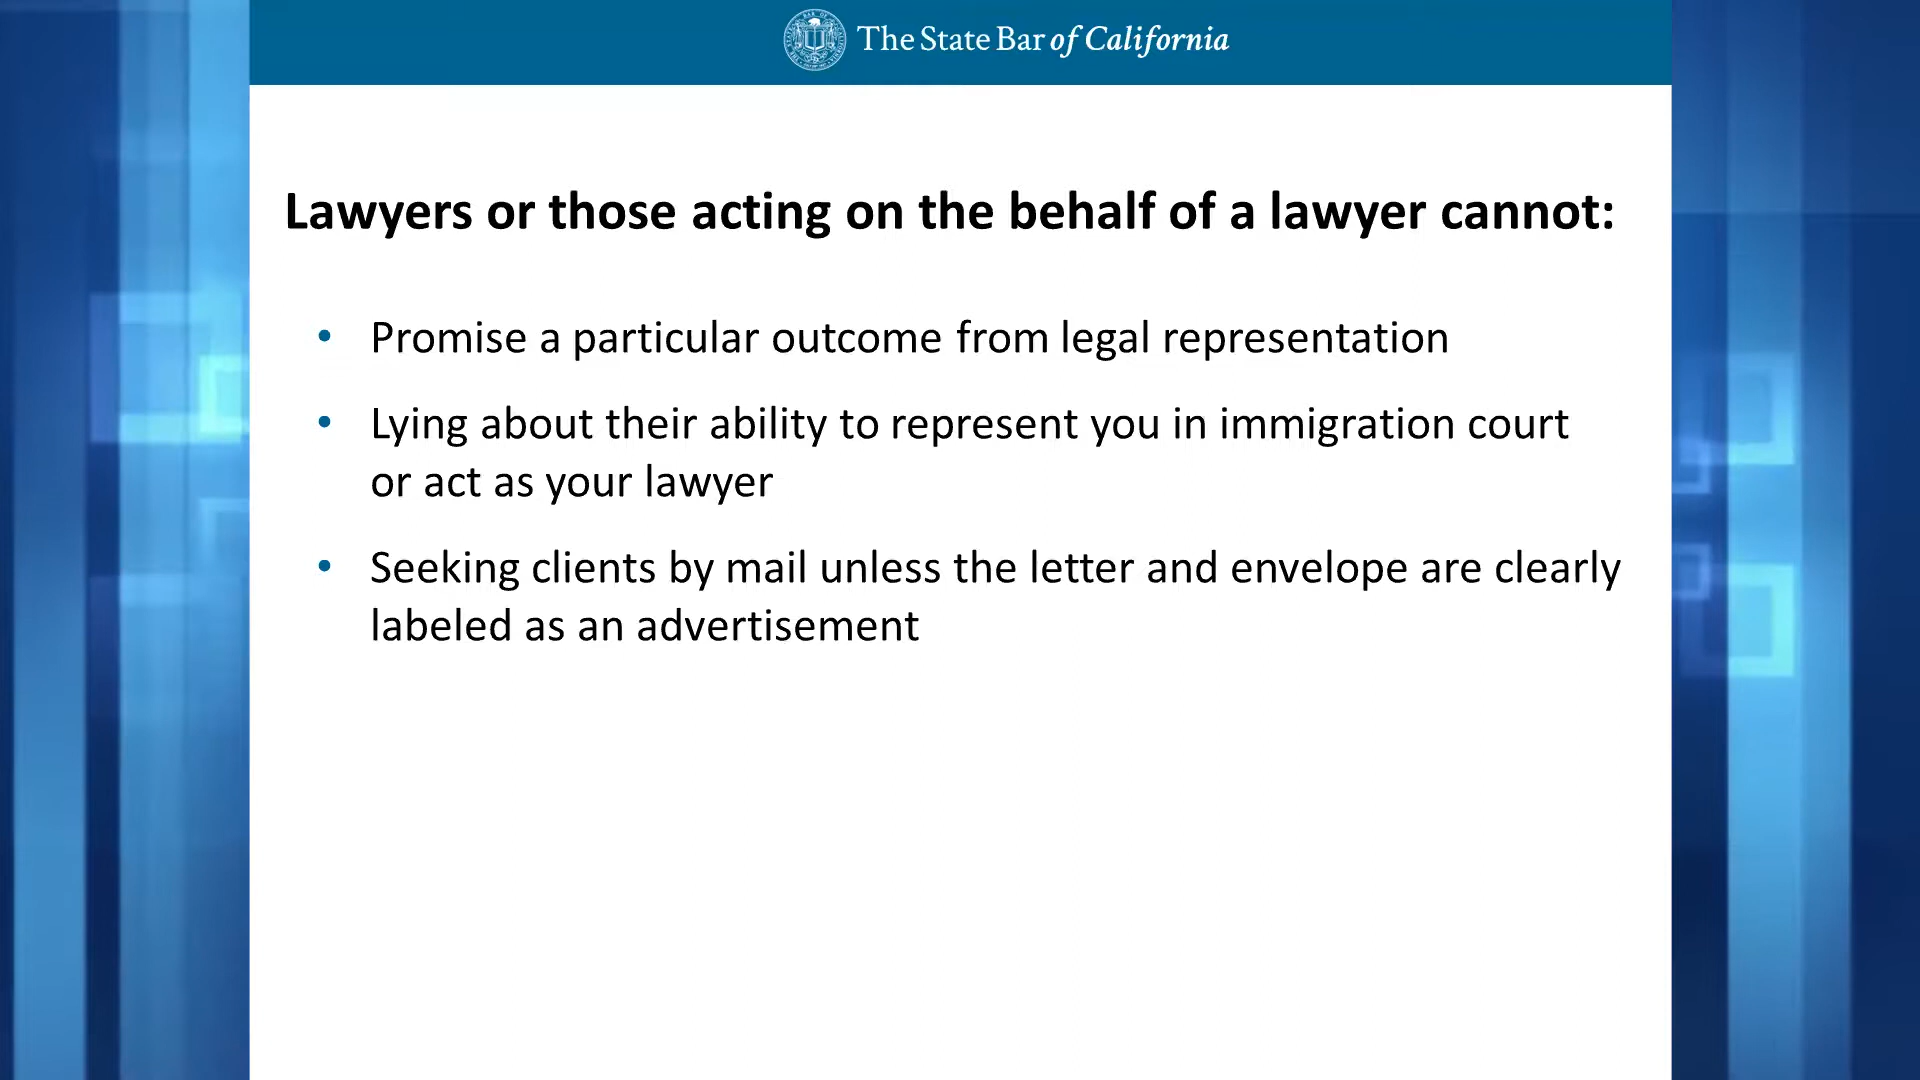 The State Bar of California
Lawyers or those acting on the behalf of a lawyer cannot:
• Promise a particular outcome from legal representation
• Lying about their ability to represent you in immigration court
or act as your lawyer
• Seeking clients by mail unless the letter and envelope are clearly
labeled as an advertisement